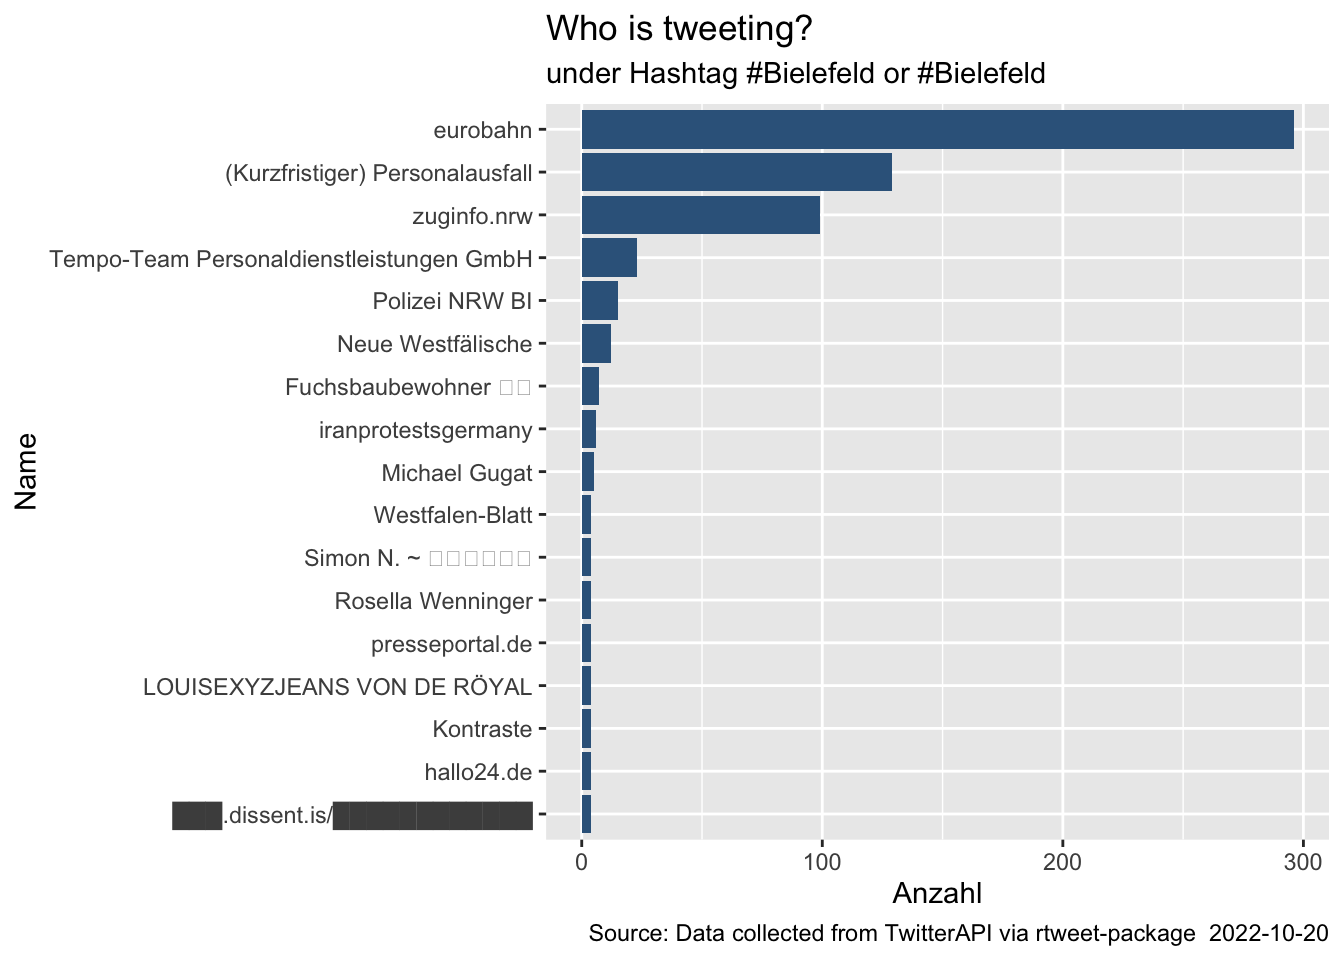 Who is tweeting?
under Hashtag #Bielefeld or #Bielefeld
eurobahn
(Kurzfristiger) Personalausfall
zuginfo.nrw
Tempo-Team Personaldienstleistungen GmbH
Polizei NRW BI
Neue Westfälische
Fuchsbaubewohner □□
iranprotestsgermany
Michael Gugat
Westfalen-Blatt
Simon N. ~ □□□□□□
Rosella Wenninger
presseportal.de
LOUISEXYZJEANS VON DE RÖYAL
Kontraste
hallo24.de
███.dissent.is/████████████
Name
0 100 200 300
Anzahl
Source: Data collected from TwitterAPI via rtweet-package 2022-10-20